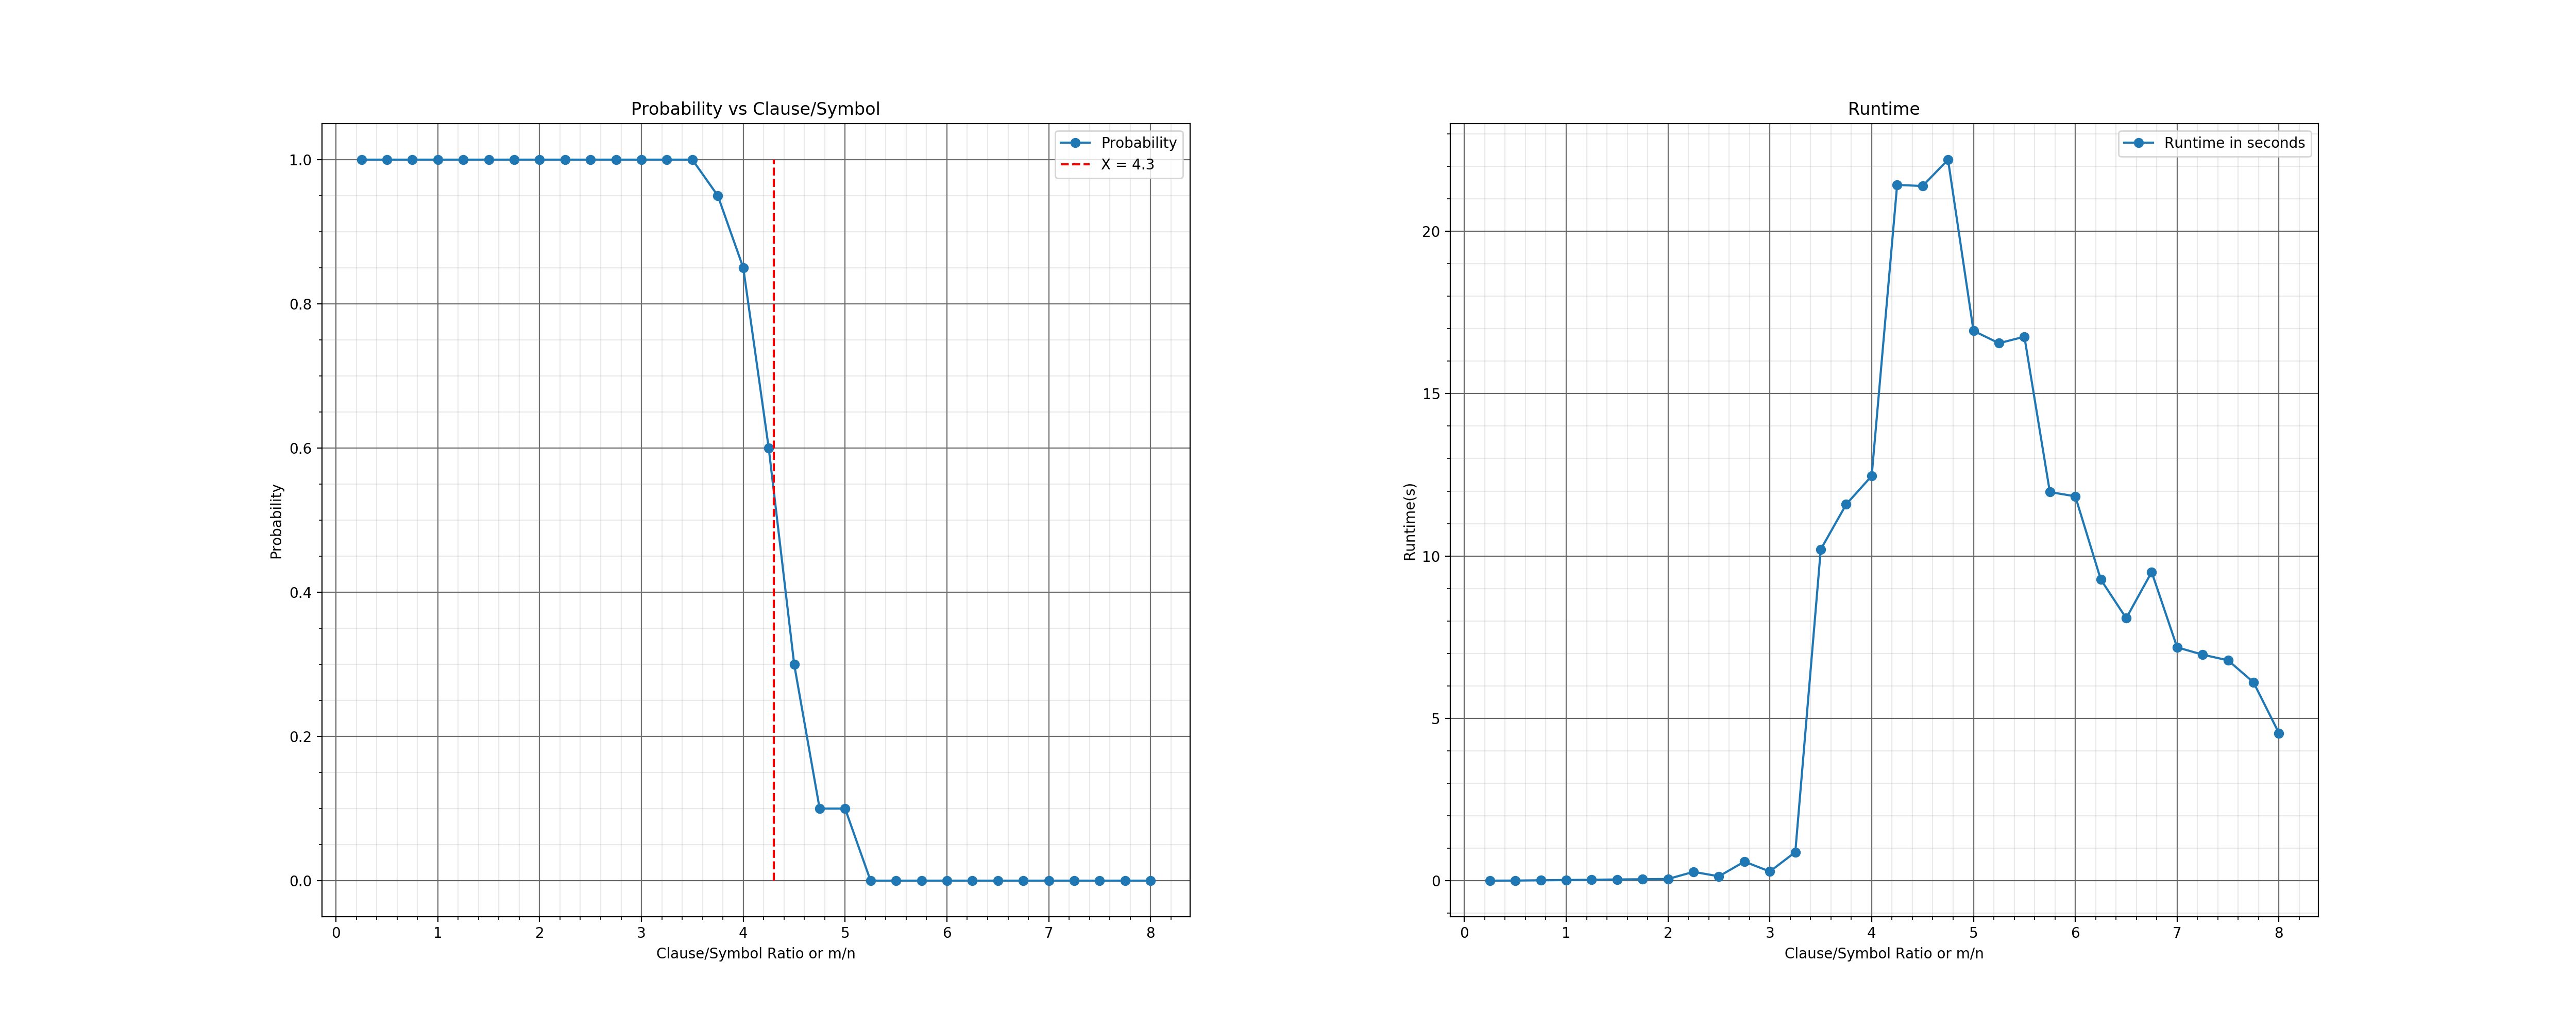 Probability vs Clause/Symbol
Probability
X = 4.3
1.0
0.8
0.6
0.4
0.2
0.0
Probability
0 1 2 3 4 5 6 7 8
Clause/Symbol Ratio or m/n
Runtime
Runtime in seconds
20
15
10
5
0
Runtime(s)
0 1 2 3 4 5 6 7 8
Clause/Symbol Ratio or m/n